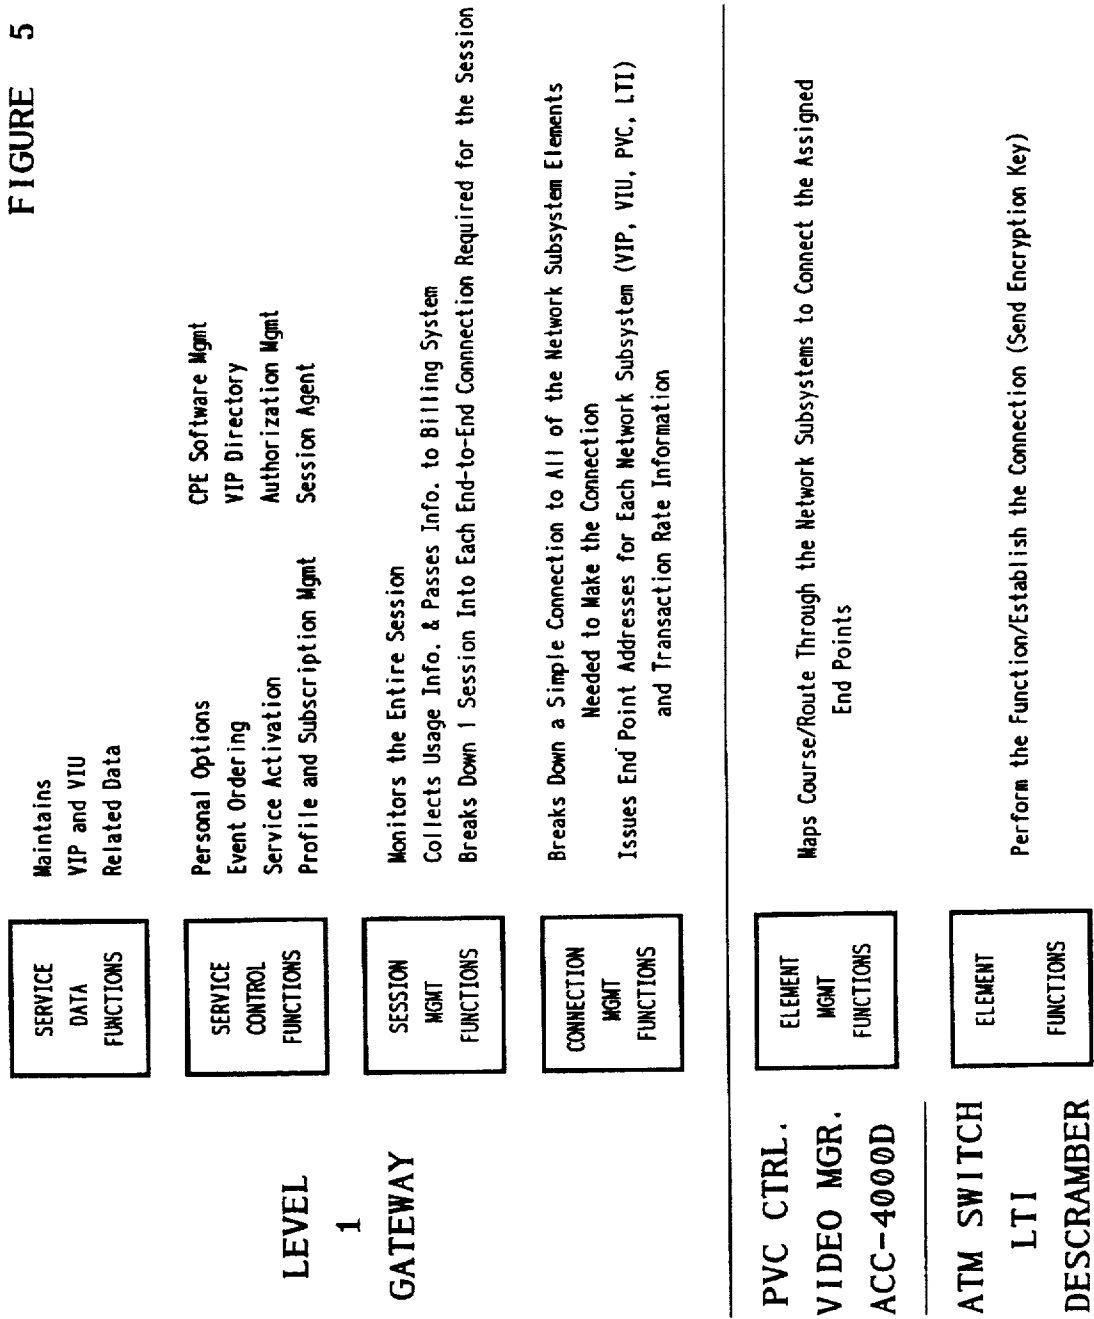 FIGURE 5
LEVEL
1
GATEWAY
SERVICE
DATA
FUNCTIONS
Maintains
VIP and VIU
Related Data
SERVICE
CONTROL
FUNCTIONS
Personal Options
Event Ordering
Service Activation
Profile and Subscription Mgmt
CPE Software Mgmt
VIP Directory
Authorization Mgmt
Session Agent
SESSION
MGMT
FUNCTIONS
Monitors the Entire Session
Collects Usage Info. & Passes Info. to Billing System
Breaks Down 1 Session Into Each End-to-End Connnection Required for the Session
CONNECTION
MGMT
FUNCTIONS
Breaks Down a Simple Connection to All of the Network Subsystem Elements
Needed to Make the Connection
Issues End Point Addresses for Each Network Subsystem (VIP, VIU, PVC, LTI)
and Transaction Rate Information
PVC CTRL.
VIDEO MGR.
ACC-4000D
ELEMENT
MGMT
FUNCTIONS
Maps Course/Route Through the Network Subsystems to Connect the Assigned
End Points
ATM SWITCH
LTI
DESCRAMBER
ELEMENT
FUNCTIONS
Perform the Function/Establish the Connection (Send Encryption Key)